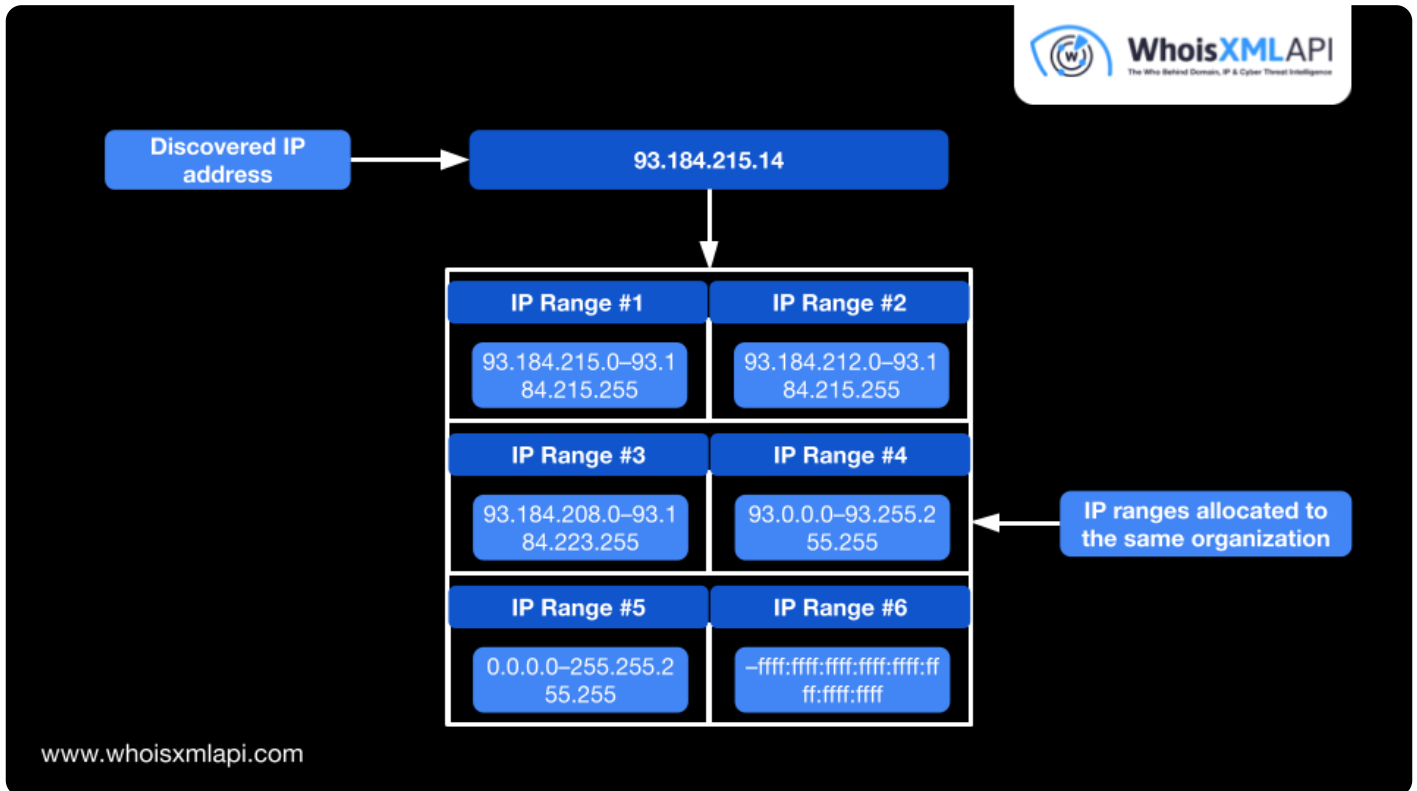 WhoisXMLAPI
The Who Behind Domain, IP & Cyber Threat Intelligence
Discovered IP
address
93.184.215.14
IP Range #1
IP Range #2
93.184.215.0–93.1
84.215.255
93.184.212.0–93.1
84.215.255
IP Range #3
IP Range #4
93.184.208.0–93.1
84.223.255
93.0.0.0–93.255.2
55.255
IP ranges allocated to
the same organization
IP Range #5
IP Range #6
0.0.0.0–255.255.2
55.255
–ffff:ffff:ffff:ffff:ffff:ff
ff:ffff:ffff
www.whoisxmlapi.com